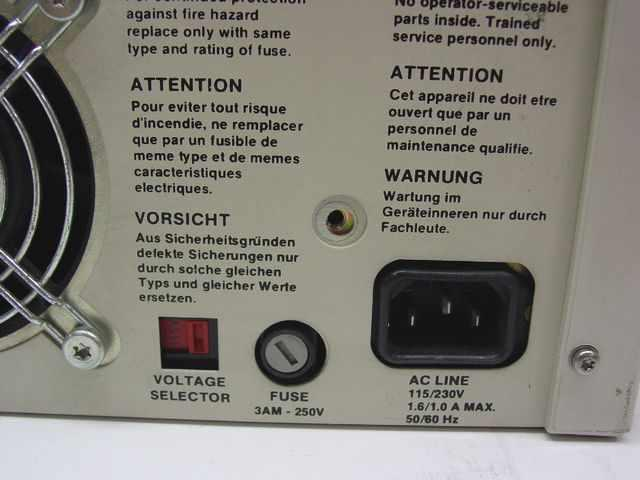 For continued protection
against fire hazard
replace only with same
type and rating of fuse.
ATTENTION
Pour eviter tout risque
d'incendie, ne remplacer
que par un fusible de
meme type et de memes
caracteristiques
electriques.
VORSICHT
Aus Sicherheitsgründen
defekte Sicherungen nur
durch solche gleichen
Typs und gleicher Werte
ersetzen.
No operator-serviceable
parts inside. Trained
service personnel only.
ATTENTION
Cet appareil ne doit etre
ouvert que par un
personnel de
maintenance qualifie.
WARNUNG
Wartung im
Geräteinneren nur durch
Fachleute.
VOLTAGE
SELECTOR
FUSE
3AM - 250V
AC LINE
115/230V
1.6/1.0 A MAX.
50/60 Hz